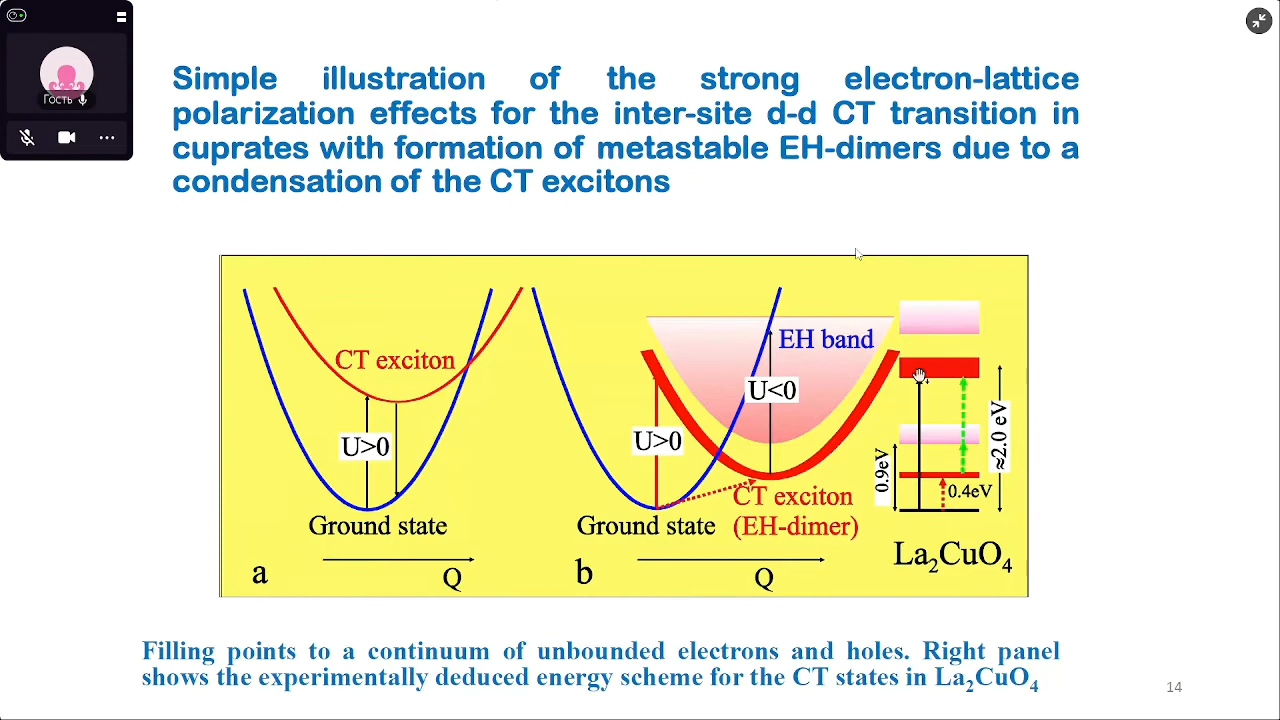 Гость
Simple illustration of the strong electron-lattice
polarization effects for the inter-site d-d CT transition in
cuprates with formation of metastable EH-dimers due to a
condensation of the CT excitons
CT exciton
U>0
Ground state
a
Q
EH band
U<0
U>0
CT exciton
Ground state (EH-dimer)
b
Q
0.9eV
0.4eV
≈2.0 eV
La₂CuO₄
Filling points to a continuum of unbounded electrons and holes. Right panel
shows the experimentally deduced energy scheme for the CT states in La₂CuO₄
14